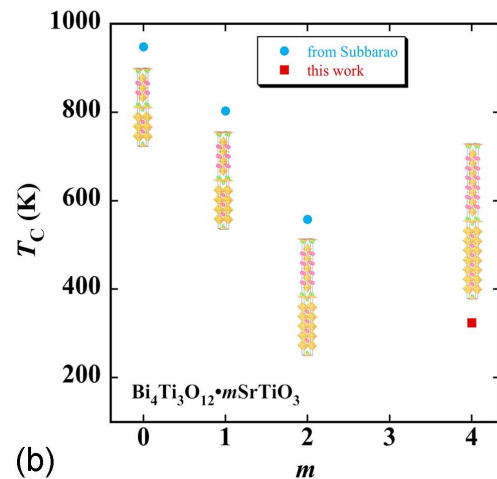 1000
800
600
400
200
T_C (K)
from Subbarao
this work
Bi₄Ti₃O₁₂•mSrTiO₃
0 1 2 3 4
m
(b)